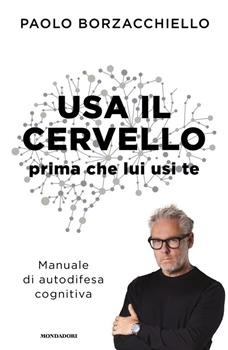 PAOLO BORZACCHIELLO
USA IL
CERVELLO
prima che lui usi te
Manuale
di autodifesa
cognitiva
MONDADORI